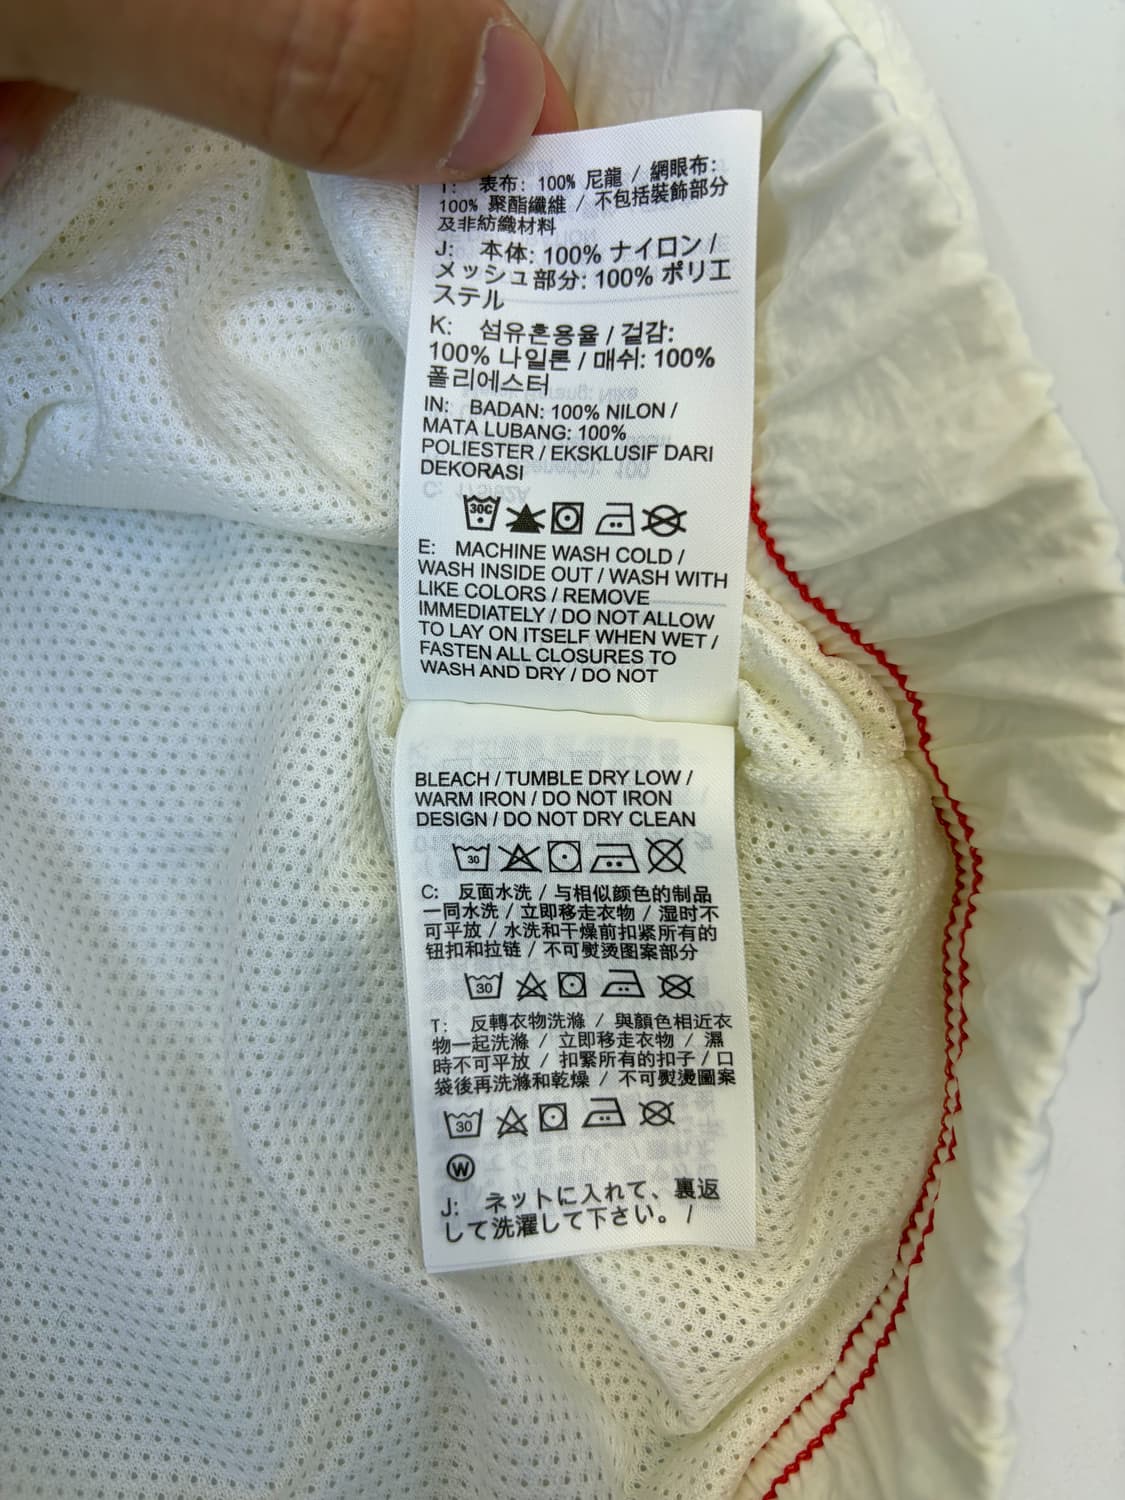 T: 表布: 100% 尼龍 / 網眼布:
100% 聚酯纖維 / 不包括裝飾部分
及非紡織材料
J: 本体: 100% ナイロン /
メッシュ部分: 100% ポリエ
ステル
K: 섬유혼용율 / 겉감:
100% 나일론 / 매쉬: 100%
폴리에스터
IN: BADAN: 100% NILON /
MATA LUBANG: 100%
POLIESTER / EKSKLUSIF DARI
DEKORASI
30C
E: MACHINE WASH COLD /
WASH INSIDE OUT / WASH WITH
LIKE COLORS / REMOVE
IMMEDIATELY / DO NOT ALLOW
TO LAY ON ITSELF WHEN WET /
FASTEN ALL CLOSURES TO
WASH AND DRY / DO NOT
BLEACH / TUMBLE DRY LOW /
WARM IRON / DO NOT IRON
DESIGN / DO NOT DRY CLEAN
30
C: 反面水洗 / 与相似颜色的制品
一同水洗 / 立即移走衣物 / 湿时不
可平放 / 水洗和干燥前扣紧所有的
钮扣和拉链 / 不可熨烫图案部分
30
T: 反轉衣物洗滌 / 與顏色相近衣
物一起洗滌 / 立即移走衣物 / 濕
時不可平放 / 扣緊所有的扣子 / 口
袋後再洗滌和乾燥 / 不可熨燙圖案
30
W
J: ネットに入れて、裏返
して洗濯して下さい。 /